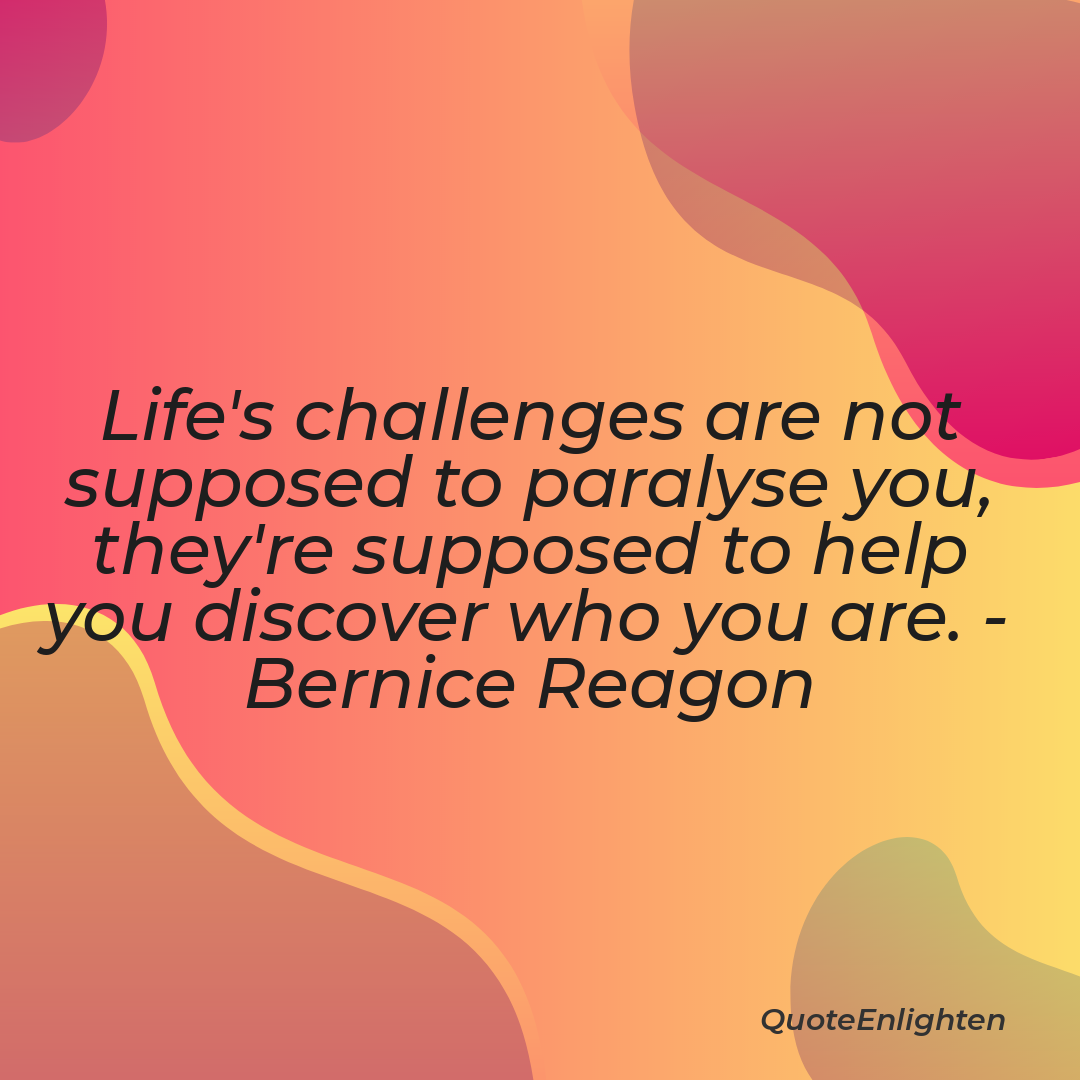 Life's challenges are not
supposed to paralyse you,
they're supposed to help
you discover who you are. -
Bernice Reagon
QuoteEnlighten